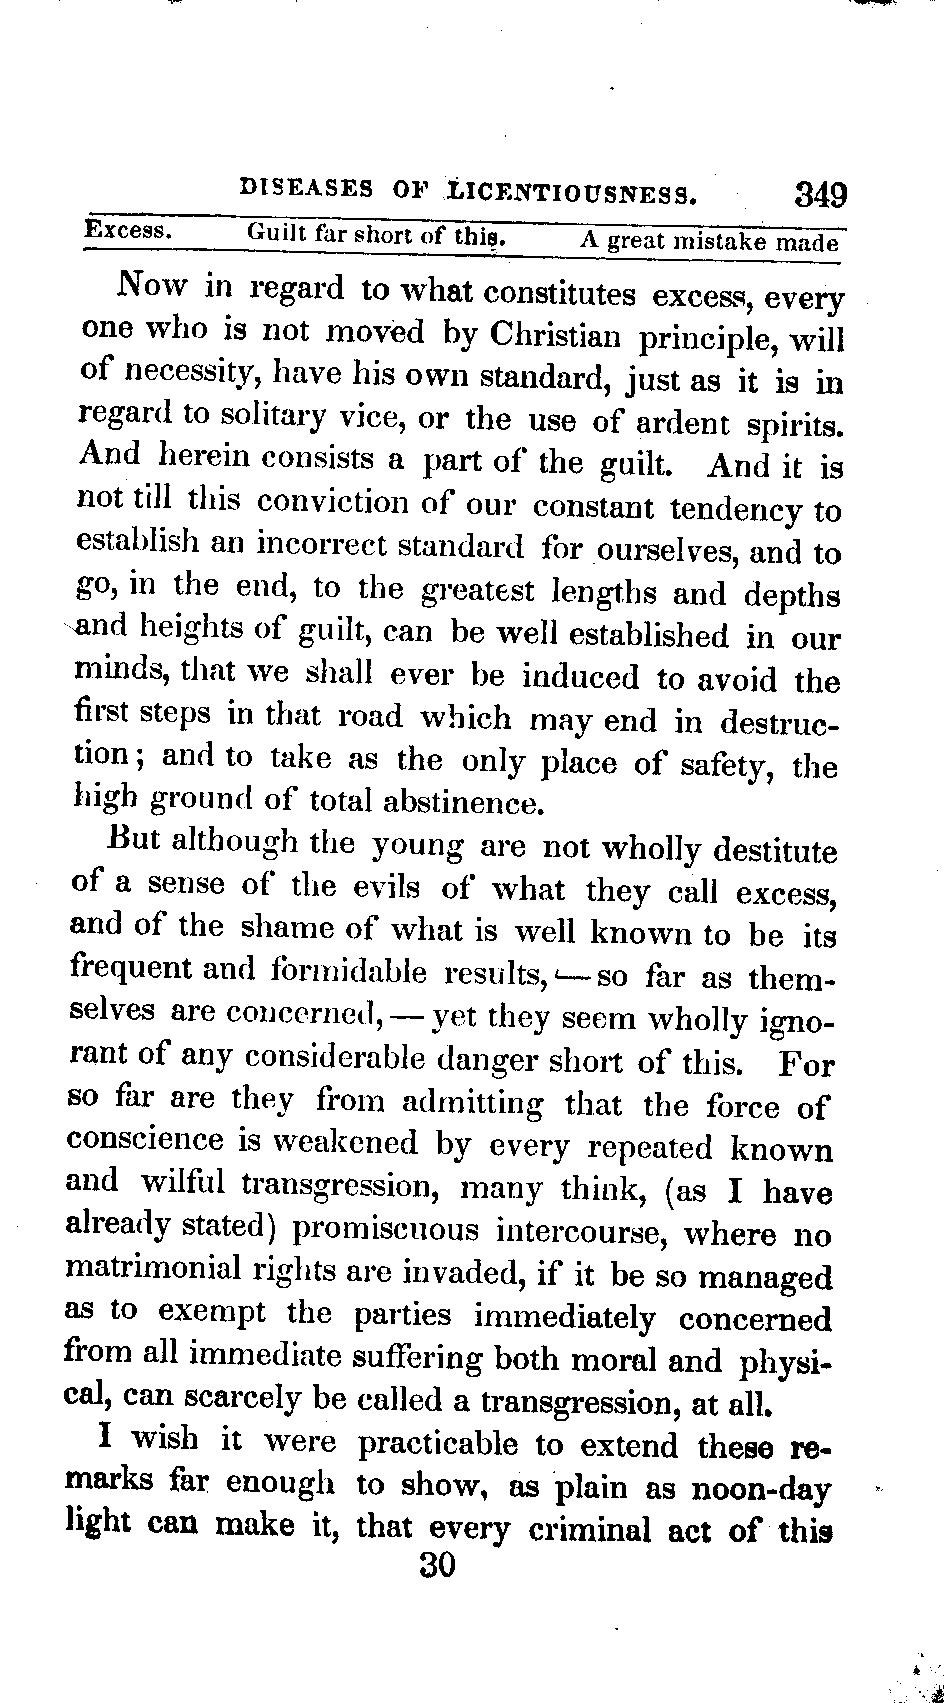 DISEASES OF LICENTIOUSNESS. 349
Excess. Guilt far short of this. A great mistake made
Now in regard to what constitutes excess, every
one who is not moved by Christian principle, will
of necessity, have his own standard, just as it is in
regard to solitary vice, or the use of ardent spirits.
And herein consists a part of the guilt. And it is
not till this conviction of our constant tendency to
establish an incorrect standard for ourselves, and to
go, in the end, to the greatest lengths and depths
and heights of guilt, can be well established in our
minds, that we shall ever be induced to avoid the
first steps in that road which may end in destruc-
tion; and to take as the only place of safety, the
high ground of total abstinence.
But although the young are not wholly destitute
of a sense of the evils of what they call excess,
and of the shame of what is well known to be its
frequent and formidable results,—so far as them-
selves are concerned,—yet they seem wholly igno-
rant of any considerable danger short of this. For
so far are they from admitting that the force of
conscience is weakened by every repeated known
and wilful transgression, many think, (as I have
already stated) promiscuous intercourse, where no
matrimonial rights are invaded, if it be so managed
as to exempt the parties immediately concerned
from all immediate suffering both moral and physi-
cal, can scarcely be called a transgression, at all.
I wish it were practicable to extend these re-
marks far enough to show, as plain as noon-day
light can make it, that every criminal act of this
30